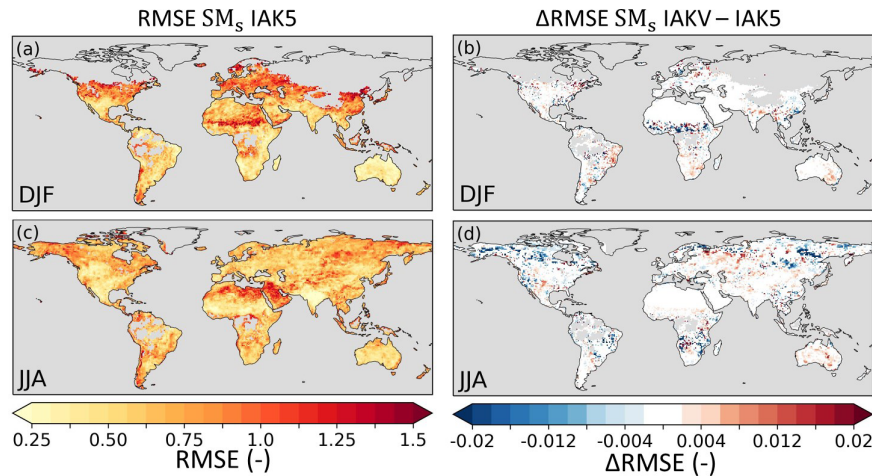 RMSE SMₛ IAK5
ΔRMSE SMₛ IAKV – IAK5
(a)
DJF
(b)
DJF
(c)
JJA
(d)
JJA
0.25 0.50 0.75 1.0 1.25 1.5
RMSE (-)
-0.02 -0.012 -0.004 0.004 0.012 0.02
ΔRMSE (-)